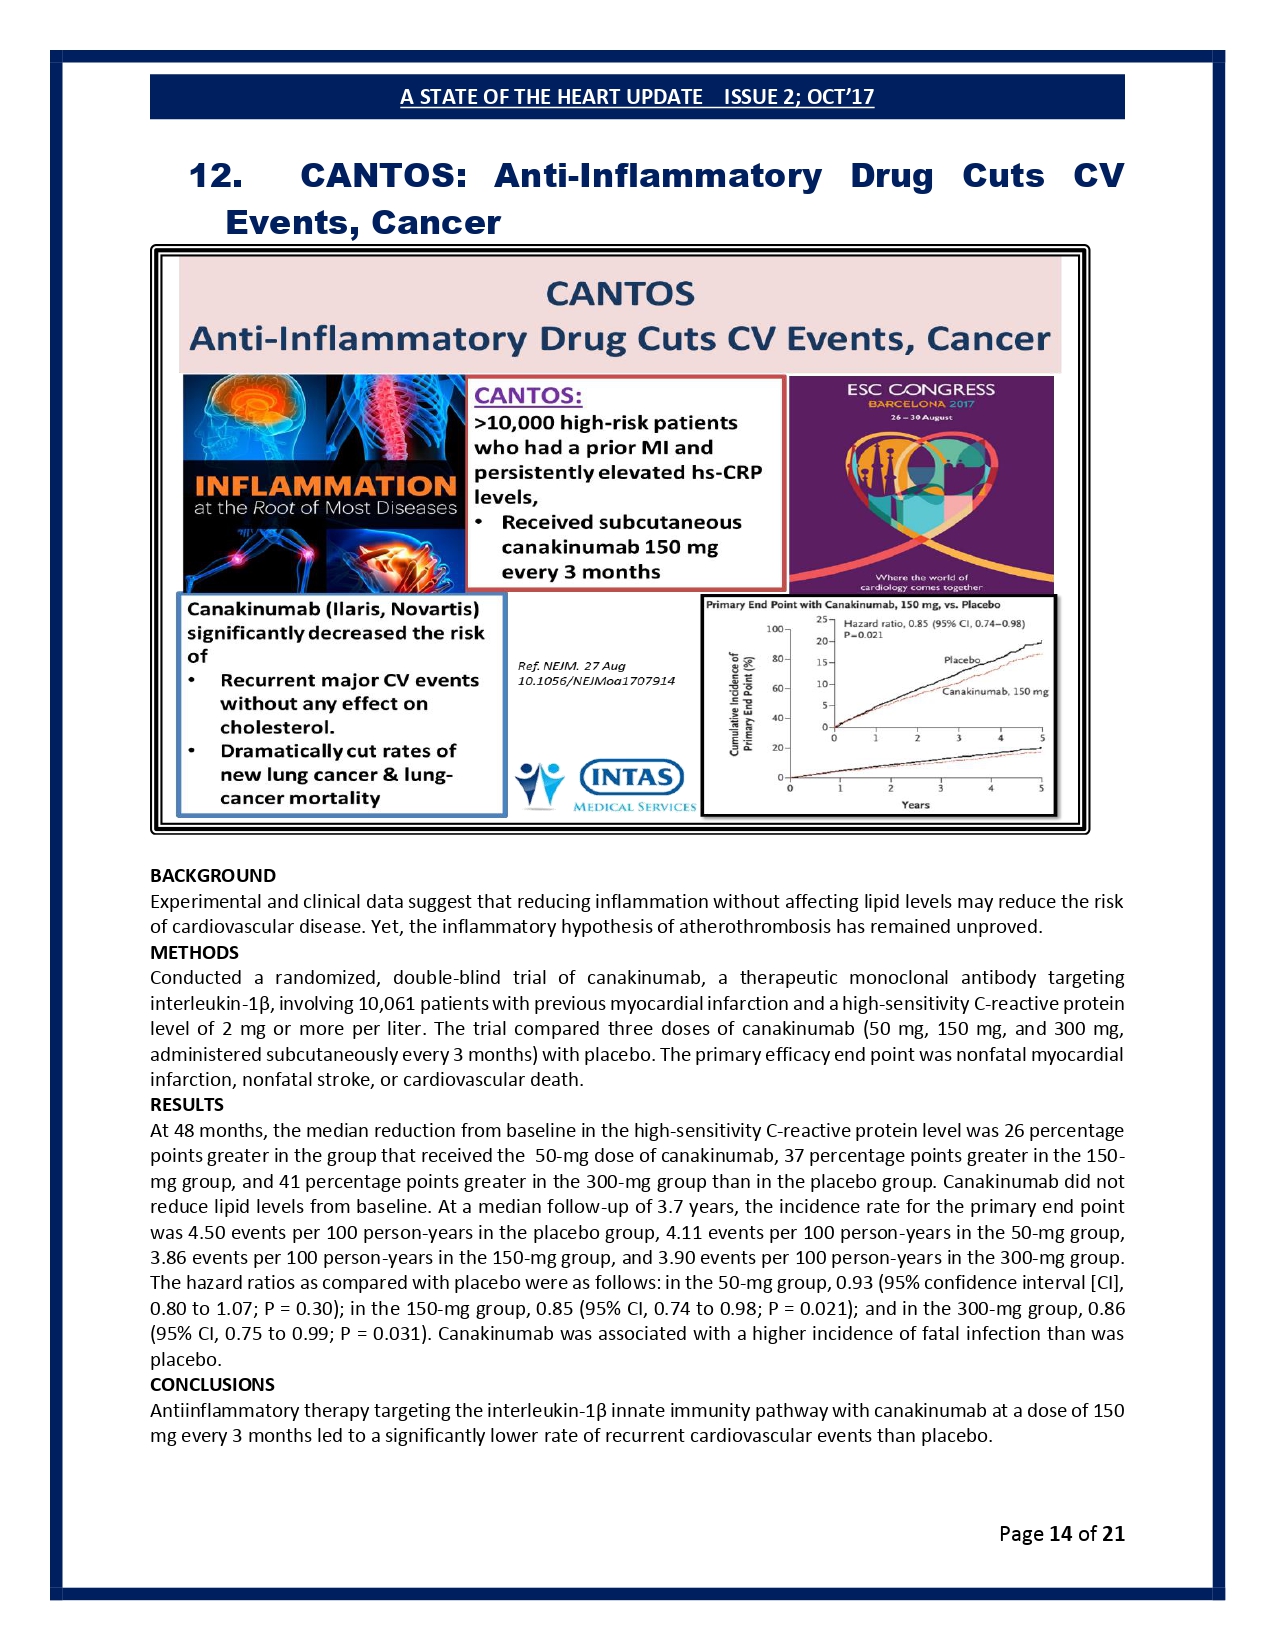 A STATE OF THE HEART UPDATE    ISSUE 2; OCT’17
12. CANTOS: Anti-Inflammatory Drug Cuts CV
Events, Cancer
CANTOS
Anti-Inflammatory Drug Cuts CV Events, Cancer
INFLAMMATION
at the Root of Most Diseases
CANTOS:
>10,000 high-risk patients
who had a prior MI and
persistently elevated hs-CRP
levels,
• Received subcutaneous
canakinumab 150 mg
every 3 months
ESC CONGRESS
BARCELONA 2017
26 – 30 August
Where the world of
cardiology comes together
Canakinumab (Ilaris, Novartis)
significantly decreased the risk
of
• Recurrent major CV events
without any effect on
cholesterol.
• Dramatically cut rates of
new lung cancer & lung-
cancer mortality
Ref. NEJM. 27 Aug
10.1056/NEJMoa1707914
INTAS
MEDICAL SERVICES
Primary End Point with Canakinumab, 150 mg, vs. Placebo
Cumulative Incidence of
Primary End Point (%)
100
80
60
40
20
0
25
20
15
10
5
0
Hazard ratio, 0.85 (95% CI, 0.74–0.98)
P=0.021
Placebo
Canakinumab, 150 mg
0 1 2 3 4 5
0 1 2 3 4 5
Years
BACKGROUND
Experimental and clinical data suggest that reducing inflammation without affecting lipid levels may reduce the risk
of cardiovascular disease. Yet, the inflammatory hypothesis of atherothrombosis has remained unproved.
METHODS
Conducted a randomized, double-blind trial of canakinumab, a therapeutic monoclonal antibody targeting
interleukin-1β, involving 10,061 patients with previous myocardial infarction and a high-sensitivity C-reactive protein
level of 2 mg or more per liter. The trial compared three doses of canakinumab (50 mg, 150 mg, and 300 mg,
administered subcutaneously every 3 months) with placebo. The primary efficacy end point was nonfatal myocardial
infarction, nonfatal stroke, or cardiovascular death.
RESULTS
At 48 months, the median reduction from baseline in the high-sensitivity C-reactive protein level was 26 percentage
points greater in the group that received the  50-mg dose of canakinumab, 37 percentage points greater in the 150-
mg group, and 41 percentage points greater in the 300-mg group than in the placebo group. Canakinumab did not
reduce lipid levels from baseline. At a median follow-up of 3.7 years, the incidence rate for the primary end point
was 4.50 events per 100 person-years in the placebo group, 4.11 events per 100 person-years in the 50-mg group,
3.86 events per 100 person-years in the 150-mg group, and 3.90 events per 100 person-years in the 300-mg group.
The hazard ratios as compared with placebo were as follows: in the 50-mg group, 0.93 (95% confidence interval [CI],
0.80 to 1.07; P = 0.30); in the 150-mg group, 0.85 (95% CI, 0.74 to 0.98; P = 0.021); and in the 300-mg group, 0.86
(95% CI, 0.75 to 0.99; P = 0.031). Canakinumab was associated with a higher incidence of fatal infection than was
placebo.
CONCLUSIONS
Antiinflammatory therapy targeting the interleukin-1β innate immunity pathway with canakinumab at a dose of 150
mg every 3 months led to a significantly lower rate of recurrent cardiovascular events than placebo.
Page 14 of 21